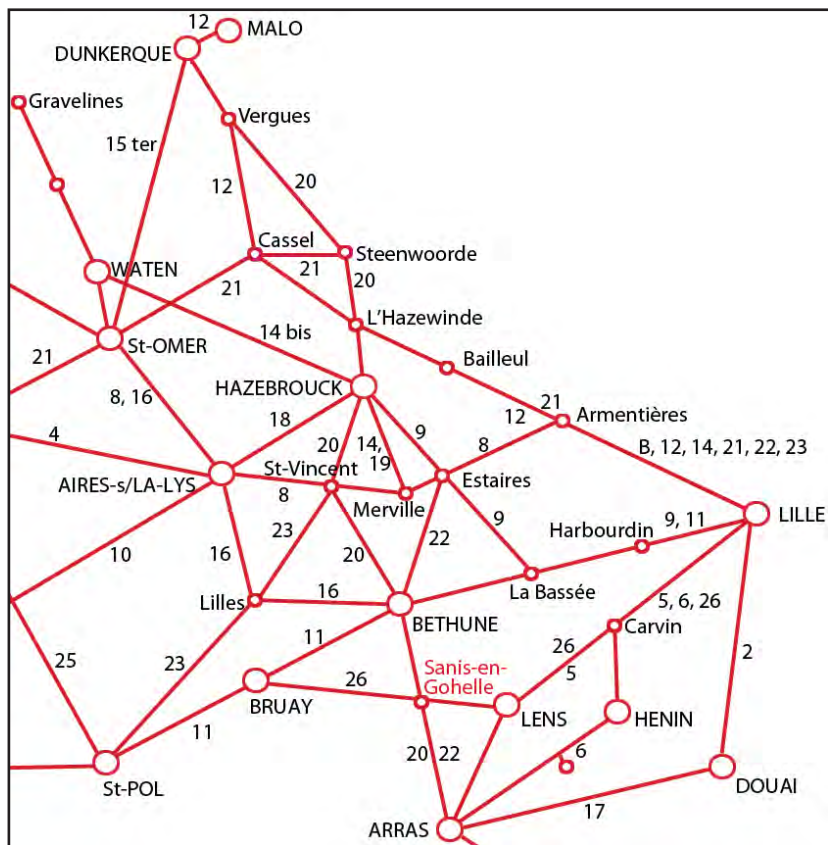 12
MALO
DUNKERQUE
Gravelines
Vergues
15 ter
12
20
Cassel
Steenwoorde
WATEN
21
20
21
L'Hazewinde
14 bis
St-OMER
Bailleul
21
HAZEBROUCK
8, 16
21
12
Armentières
18
9
4
20
14,
19
8
B, 12, 14, 21, 22, 23
St-Vincent
AIRES-s/LA-LYS
8
Merville
Estaires
LILLE
9, 11
Harbourdin
23
9
10
16
20
22
La Bassée
Lilles
16
5, 6, 26
BETHUNE
Carvin
11
26
2
25
23
Sanis-en-
Gohelle
5
26
BRUAY
LENS
HENIN
11
20
22
6
St-POL
DOUAI
17
ARRAS